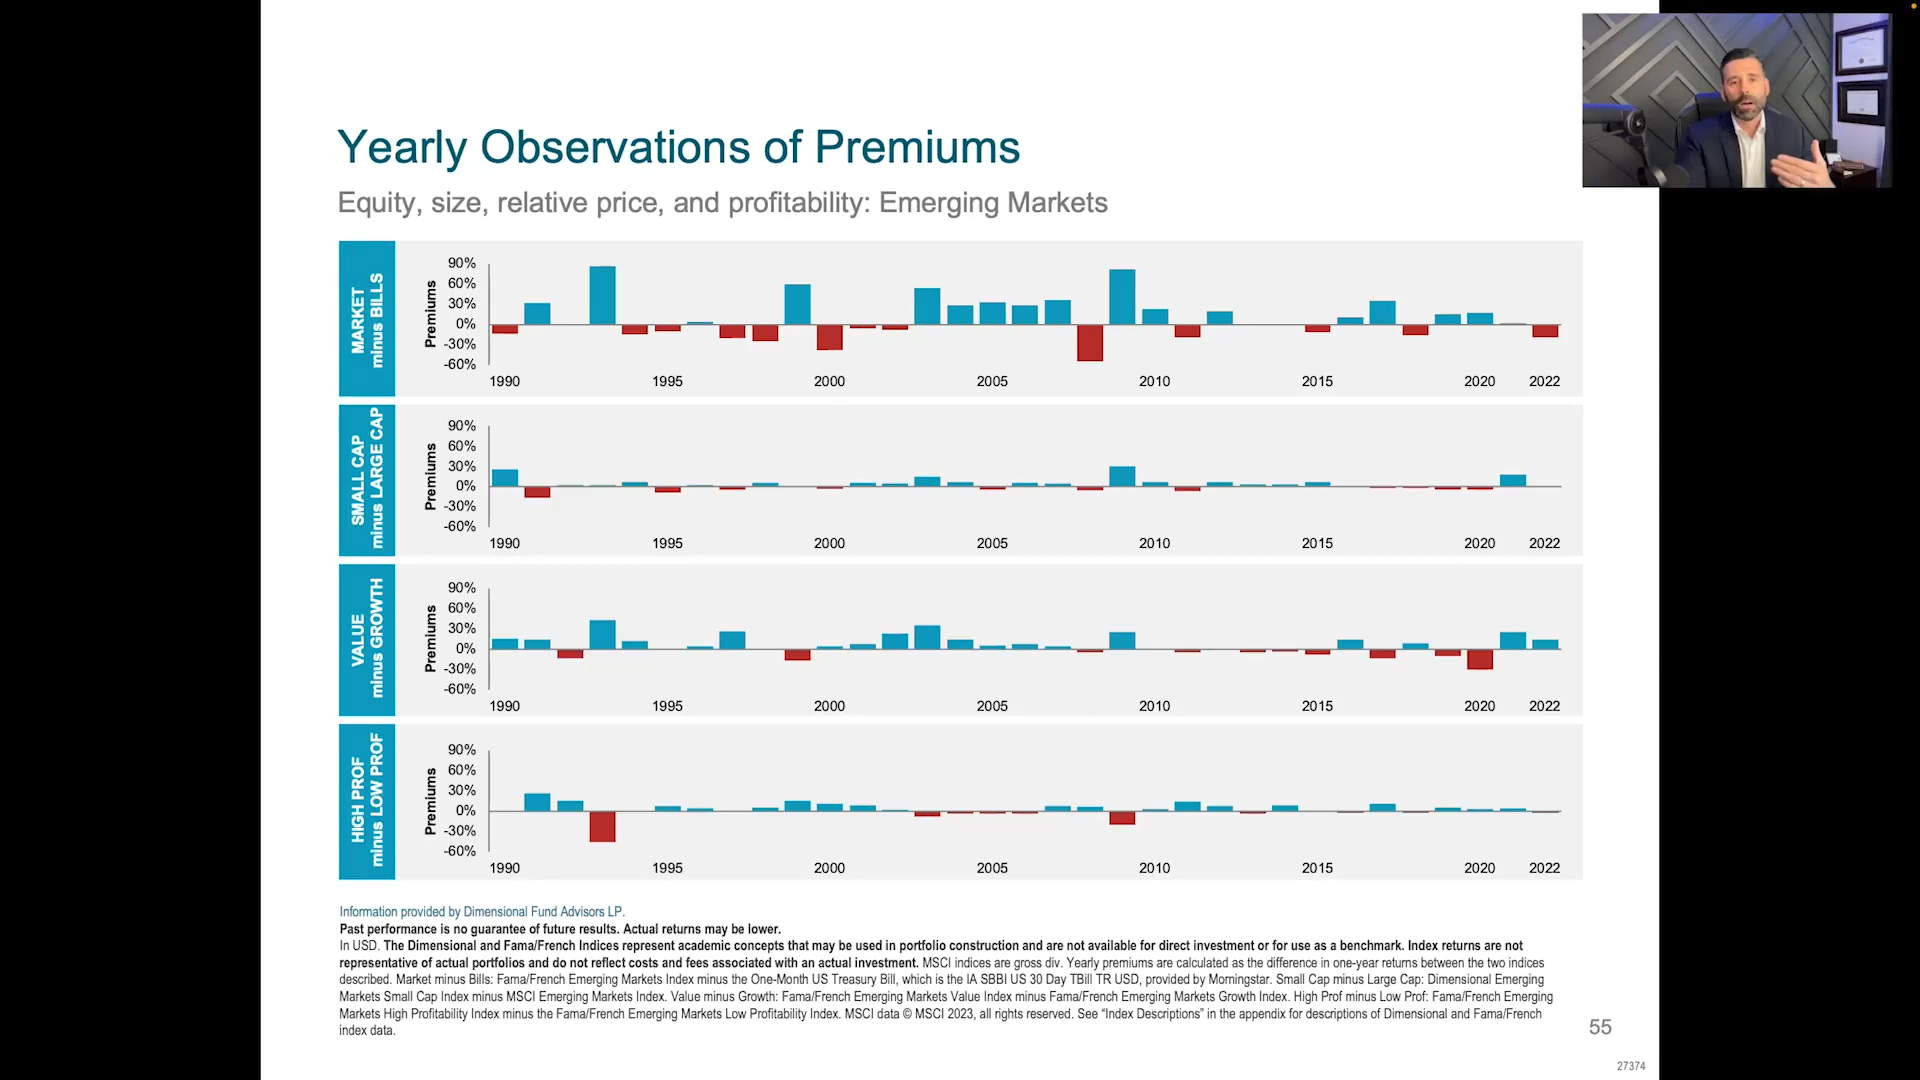 Yearly Observations of Premiums
Equity, size, relative price, and profitability: Emerging Markets
MARKET
minus BILLS
Premiums
90%
60%
30%
0%
-30%
-60%
1990 1995 2000 2005 2010 2015 2020 2022
SMALL CAP
minus LARGE CAP
Premiums
90%
60%
30%
0%
-30%
-60%
1990 1995 2000 2005 2010 2015 2020 2022
VALUE
minus GROWTH
Premiums
90%
60%
30%
0%
-30%
-60%
1990 1995 2000 2005 2010 2015 2020 2022
HIGH PROF
minus LOW PROF
Premiums
90%
60%
30%
0%
-30%
-60%
1990 1995 2000 2005 2010 2015 2020 2022
Information provided by Dimensional Fund Advisors LP.
Past performance is no guarantee of future results. Actual returns may be lower.
In USD. The Dimensional and Fama/French Indices represent academic concepts that may be used in portfolio construction and are not available for direct investment or for use as a benchmark. Index returns are not
representative of actual portfolios and do not reflect costs and fees associated with an actual investment. MSCI indices are gross div. Yearly premiums are calculated as the difference in one-year returns between the two indices
described. Market minus Bills: Fama/French Emerging Markets Index minus the One-Month US Treasury Bill, which is the IA SBBI US 30 Day TBill TR USD, provided by Morningstar. Small Cap minus Large Cap: Dimensional Emerging
Markets Small Cap Index minus MSCI Emerging Markets Index. Value minus Growth: Fama/French Emerging Markets Value Index minus Fama/French Emerging Markets Growth Index. High Prof minus Low Prof: Fama/French Emerging
Markets High Profitability Index minus the Fama/French Emerging Markets Low Profitability Index. MSCI data © MSCI 2023, all rights reserved. See “Index Descriptions” in the appendix for descriptions of Dimensional and Fama/French
index data.
55
27374